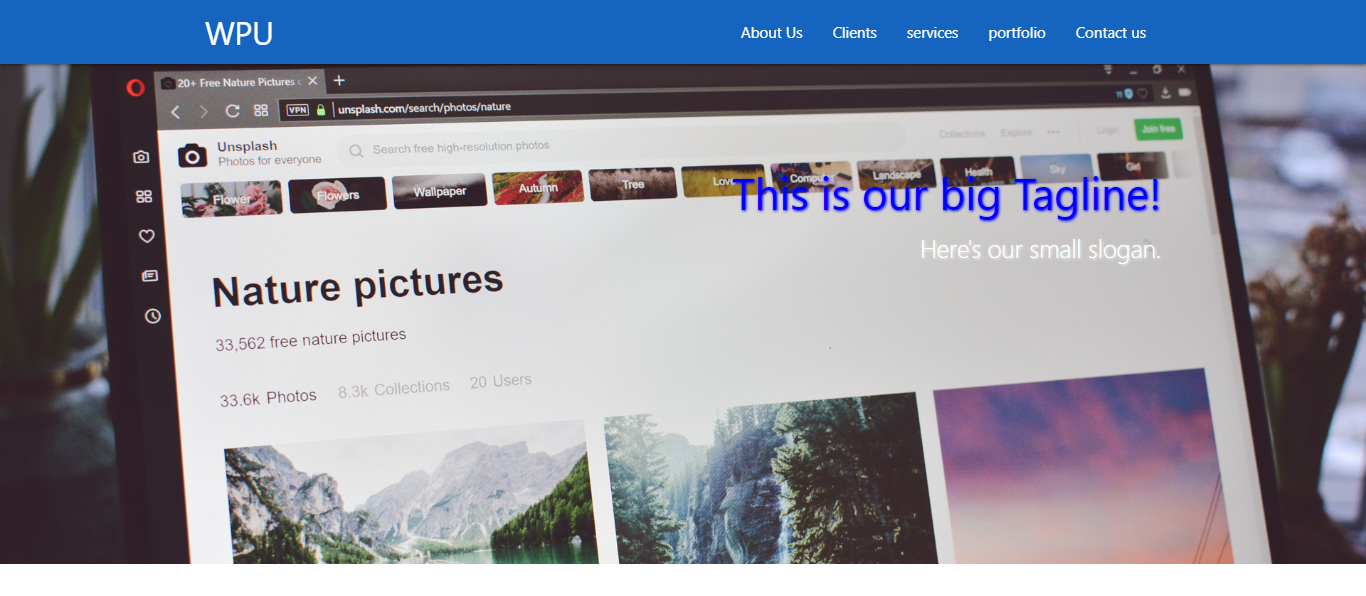 WPU
About Us Clients services portfolio Contact us
20+ Free Nature Pictures
VPN unsplash.com/search/photos/nature
Unsplash
Photos for everyone
Search free high-resolution photos
Collections Explore Login Join free
Flower Flowers Wallpaper Autumn Tree Love Computer Landscape Health Sky Girl
This is our big Tagline!
Here's our small slogan.
Nature pictures
33,562 free nature pictures
33.6k Photos 8.3k Collections 20 Users